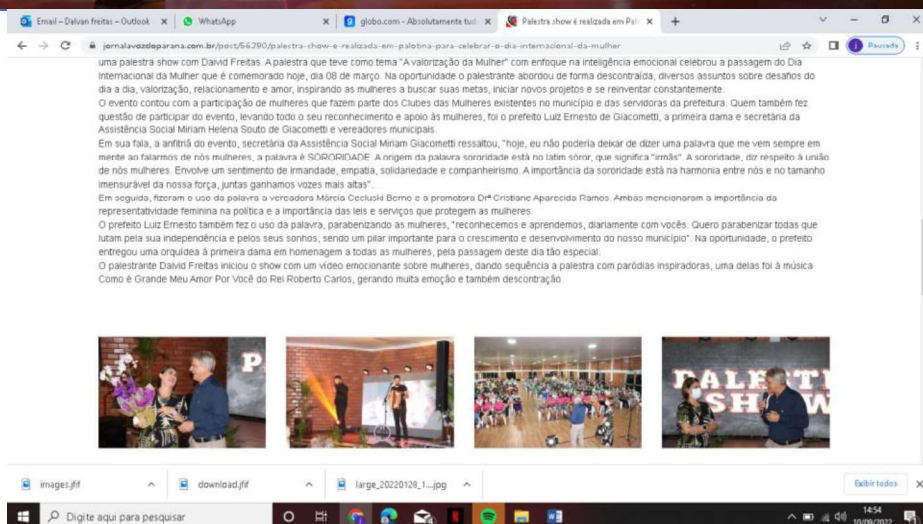 Email – Dalvan freitas – Outlook
WhatsApp
globo.com - Absolutamente tud
Palestra show é realizada em Pal
jornalavozdoparana.com.br/post/56290/palestra-show-e-realizada-em-palotina-para-celebrar-o-dia-internacional-da-mulher
Pausada
uma palestra show com Daivid Freitas. A palestra que teve como tema "A valorização da Mulher" com enfoque na inteligência emocional celebrou a passagem do Dia
Internacional da Mulher que é comemorado hoje, dia 08 de março. Na oportunidade o palestrante abordou de forma descontraída, diversos assuntos sobre desafios do
dia a dia, valorização, relacionamento e amor, inspirando as mulheres a buscar suas metas, iniciar novos projetos e se reinventar constantemente.
O evento contou com a participação de mulheres que fazem parte dos Clubes das Mulheres existentes no município e das servidoras da prefeitura. Quem também fez
questão de participar do evento, levando todo o seu reconhecimento e apoio às mulheres, foi o prefeito Luiz Ernesto de Giacometti, a primeira dama e secretária da
Assistência Social Miriam Helena Souto de Giacometti e vereadores municipais.
Em sua fala, a anfitriã do evento, secretária da Assistência Social Miriam Giacometti ressaltou, "hoje, eu não poderia deixar de dizer uma palavra que me vem sempre em
mente ao falarmos de nós mulheres, a palavra é SORORIDADE. A origem da palavra sororidade está no latim sóror, que significa "irmãs". A sororidade, diz respeito à união
de nós mulheres. Envolve um sentimento de irmandade, empatia, solidariedade e companheirismo. A importância da sororidade está na harmonia entre nós e no tamanho
imensurável da nossa força, juntas ganhamos vozes mais altas".
Em seguida, fizeram o uso da palavra a vereadora Márcia Cecluski Berno e a promotora Drª Cristiane Aparecida Ramos. Ambas mencionaram a importância da
representatividade feminina na política e a importância das leis e serviços que protegem as mulheres.
O prefeito Luiz Ernesto também fez o uso da palavra, parabenizando as mulheres, "reconhecemos e aprendemos, diariamente com vocês. Quero parabenizar todas que
lutam pela sua independência e pelos seus sonhos, sendo um pilar importante para o crescimento e desenvolvimento do nosso município". Na oportunidade, o prefeito
entregou uma orquídea à primeira dama em homenagem a todas as mulheres, pela passagem deste dia tão especial.
O palestrante Daivid Freitas iniciou o show com um vídeo emocionante sobre mulheres, dando sequência a palestra com paródias inspiradoras, uma delas foi à música
Como é Grande Meu Amor Por Você do Rei Roberto Carlos, gerando muita emoção e também descontração.
images.jfif
download.jfif
large_20220128_1....jpg
Exibir todos
Digite aqui para pesquisar
14:54
10/09/2022